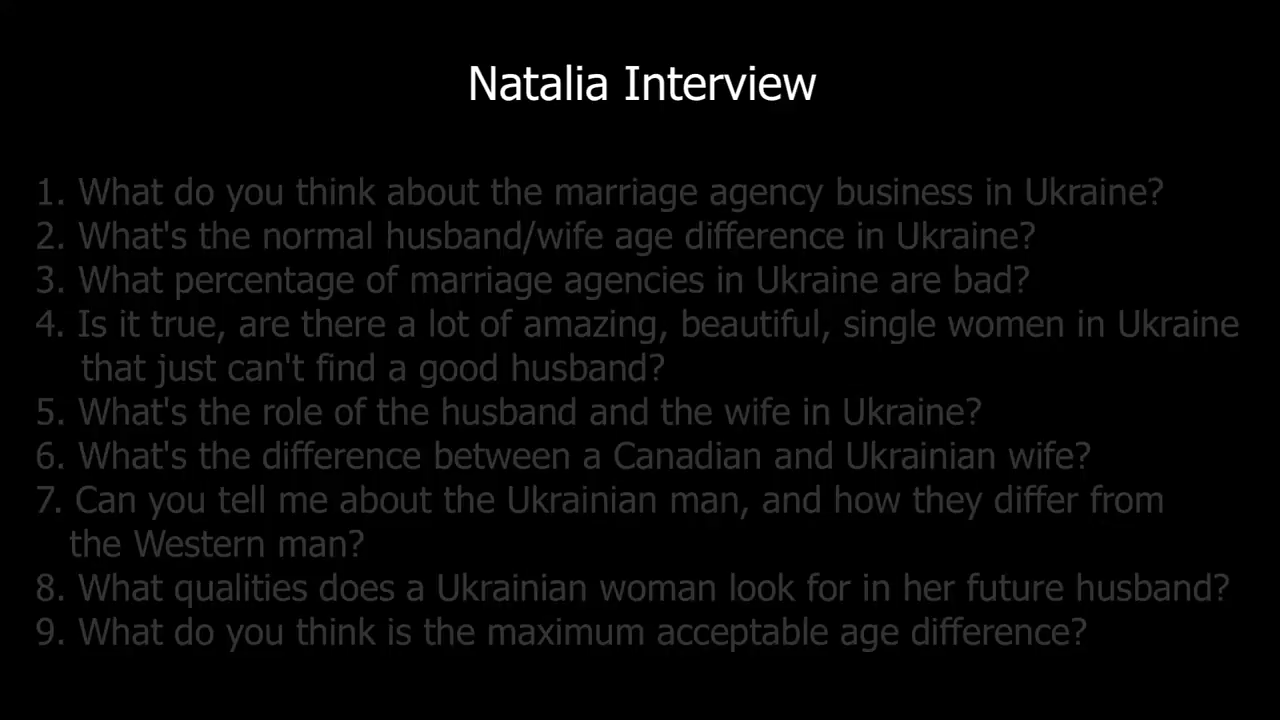 Natalia Interview
1. What do you think about the marriage agency business in Ukraine?
2. What's the normal husband/wife age difference in Ukraine?
3. What percentage of marriage agencies in Ukraine are bad?
4. Is it true, are there a lot of amazing, beautiful, single women in Ukraine
that just can't find a good husband?
5. What's the role of the husband and the wife in Ukraine?
6. What's the difference between a Canadian and Ukrainian wife?
7. Can you tell me about the Ukrainian man, and how they differ from
the Western man?
8. What qualities does a Ukrainian woman look for in her future husband?
9. What do you think is the maximum acceptable age difference?